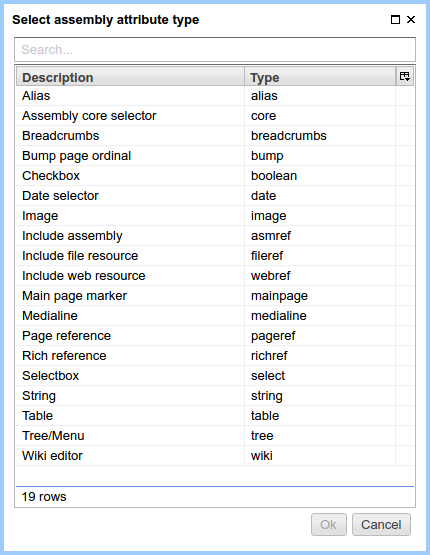 Select assembly attribute type
Search...
Description Type
Alias alias
Assembly core selector core
Breadcrumbs breadcrumbs
Bump page ordinal bump
Checkbox boolean
Date selector date
Image image
Include assembly asmref
Include file resource fileref
Include web resource webref
Main page marker mainpage
Medialine medialine
Page reference pageref
Rich reference richref
Selectbox select
String string
Table table
Tree/Menu tree
Wiki editor wiki
19 rows
Ok Cancel